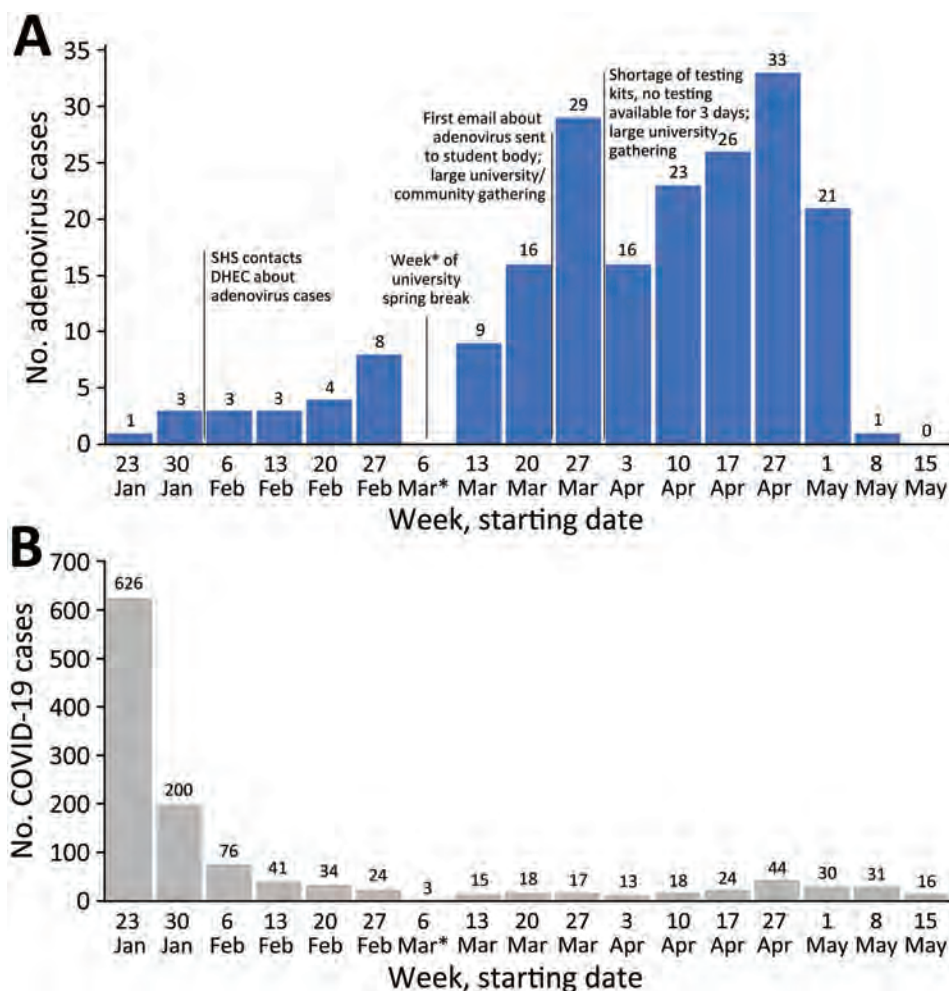 A
No. adenovirus cases
35
30
25
20
15
10
5
0
SHS contacts
DHEC about
adenovirus cases
Week* of
university
spring break
First email about
adenovirus sent
to student body;
large university/
community gathering
Shortage of testing
kits, no testing
available for 3 days;
large university
gathering
1 3 3 3 4 8 9 16 29 16 23 26 33 21 1 0
23 30 6 13 20 27 6 13 20 27 3 10 17 27 1 8 15
Jan Jan Feb Feb Feb Feb Mar* Mar Mar Mar Apr Apr Apr Apr May May May
Week, starting date
B
No. COVID-19 cases
700
600
500
400
300
200
100
0
626 200 76 41 34 24 3 15 18 17 13 18 24 44 30 31 16
23 30 6 13 20 27 6 13 20 27 3 10 17 27 1 8 15
Jan Jan Feb Feb Feb Feb Mar* Mar Mar Mar Apr Apr Apr Apr May May May
Week, starting date